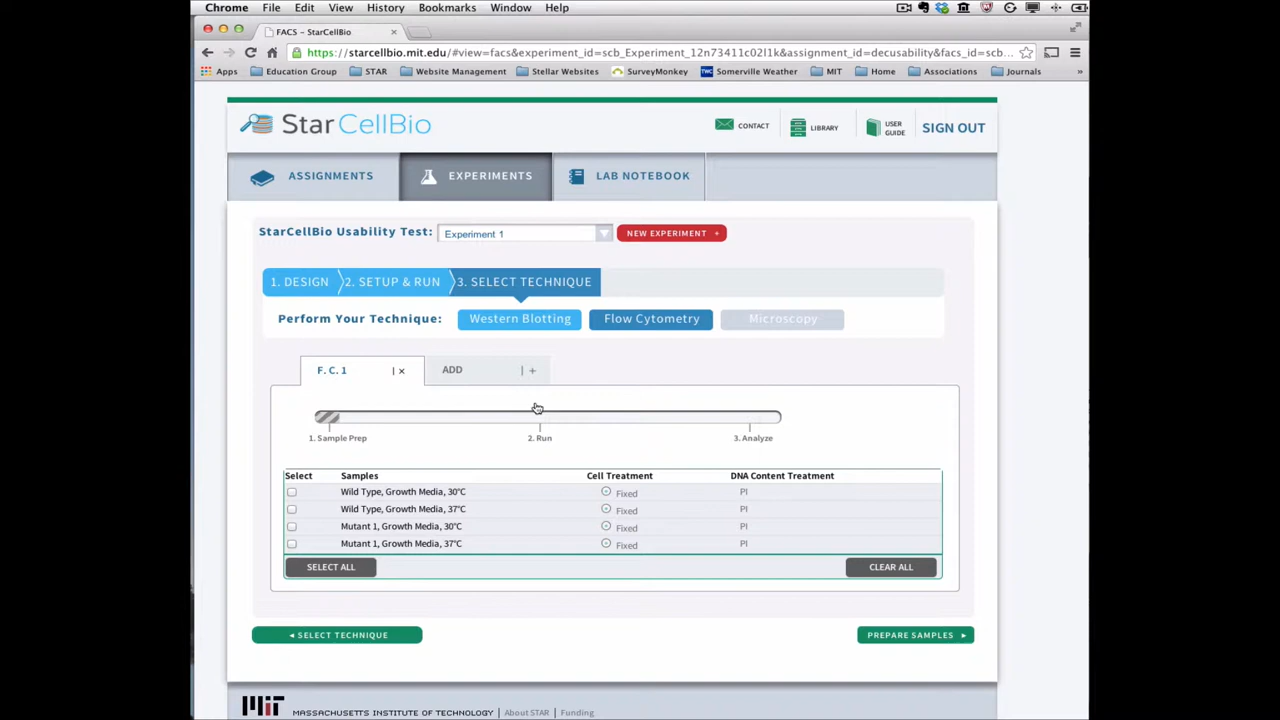 Chrome File Edit View History Bookmarks Window Help
FACS – StarCellBio
https://starcellbio.mit.edu/#view=facs&experiment_id=scb_Experiment_12n73411c02l1k&assignment_id=decusability&facs_id=scb...
Apps Education Group STAR Website Management Stellar Websites SurveyMonkey TWC Somerville Weather MIT Home Associations Journals »
StarCellBio
CONTACT LIBRARY USER GUIDE SIGN OUT
ASSIGNMENTS EXPERIMENTS LAB NOTEBOOK
StarCellBio Usability Test: Experiment 1 NEW EXPERIMENT +
1. DESIGN 2. SETUP & RUN 3. SELECT TECHNIQUE
Perform Your Technique: Western Blotting Flow Cytometry Microscopy
F. C. 1 | × ADD | +
1. Sample Prep 2. Run 3. Analyze
Select Samples Cell Treatment DNA Content Treatment
Wild Type, Growth Media, 30°C Fixed PI
Wild Type, Growth Media, 37°C Fixed PI
Mutant 1, Growth Media, 30°C Fixed PI
Mutant 1, Growth Media, 37°C Fixed PI
SELECT ALL CLEAR ALL
◂ SELECT TECHNIQUE PREPARE SAMPLES ▸
MIT MASSACHUSETTS INSTITUTE OF TECHNOLOGY | About STAR | Funding